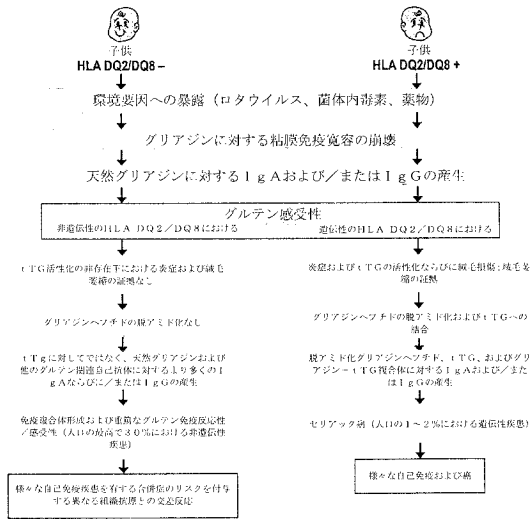 子供
HLA DQ2/DQ8 −
子供
HLA DQ2/DQ8 +
環境要因への暴露(ロタウイルス、菌体内毒素、薬物)
グリアジンに対する粘膜免疫寛容の崩壊
天然グリアジンに対するIgAおよび/またはIgGの産生
グルテン感受性
非遺伝性のHLA DQ2/DQ8における
遺伝性のHLA DQ2/DQ8における
tTG活性化の非存在下における炎症および絨毛
萎縮の証拠なし
グリアジンペプチドの脱アミド化なし
tTgに対してではなく、天然グリアジンおよび
他のグルテン関連自己抗体に対するより多くのI
gAならびに/またはIgGの産生
免疫複合体形成および重篤なグルテン免疫反応性
/感受性(人口の最高で30%における非遺伝性
疾患)
様々な自己免疫疾患を有する合併症のリスクを付与
する異なる組織抗原との交差反応
炎症およびtTGの活性化ならびに絨毛損傷:絨毛萎
縮の証拠
グリアジンペプチドの脱アミド化およびtTGへの
結合
脱アミド化グリアジンペプチド、tTG、およびグリア
ジン−tTG複合体に対するIgAおよび/また
はIgGの産生
セリアック病(人口の1~2%における遺伝性疾患)
様々な自己免疫および癌